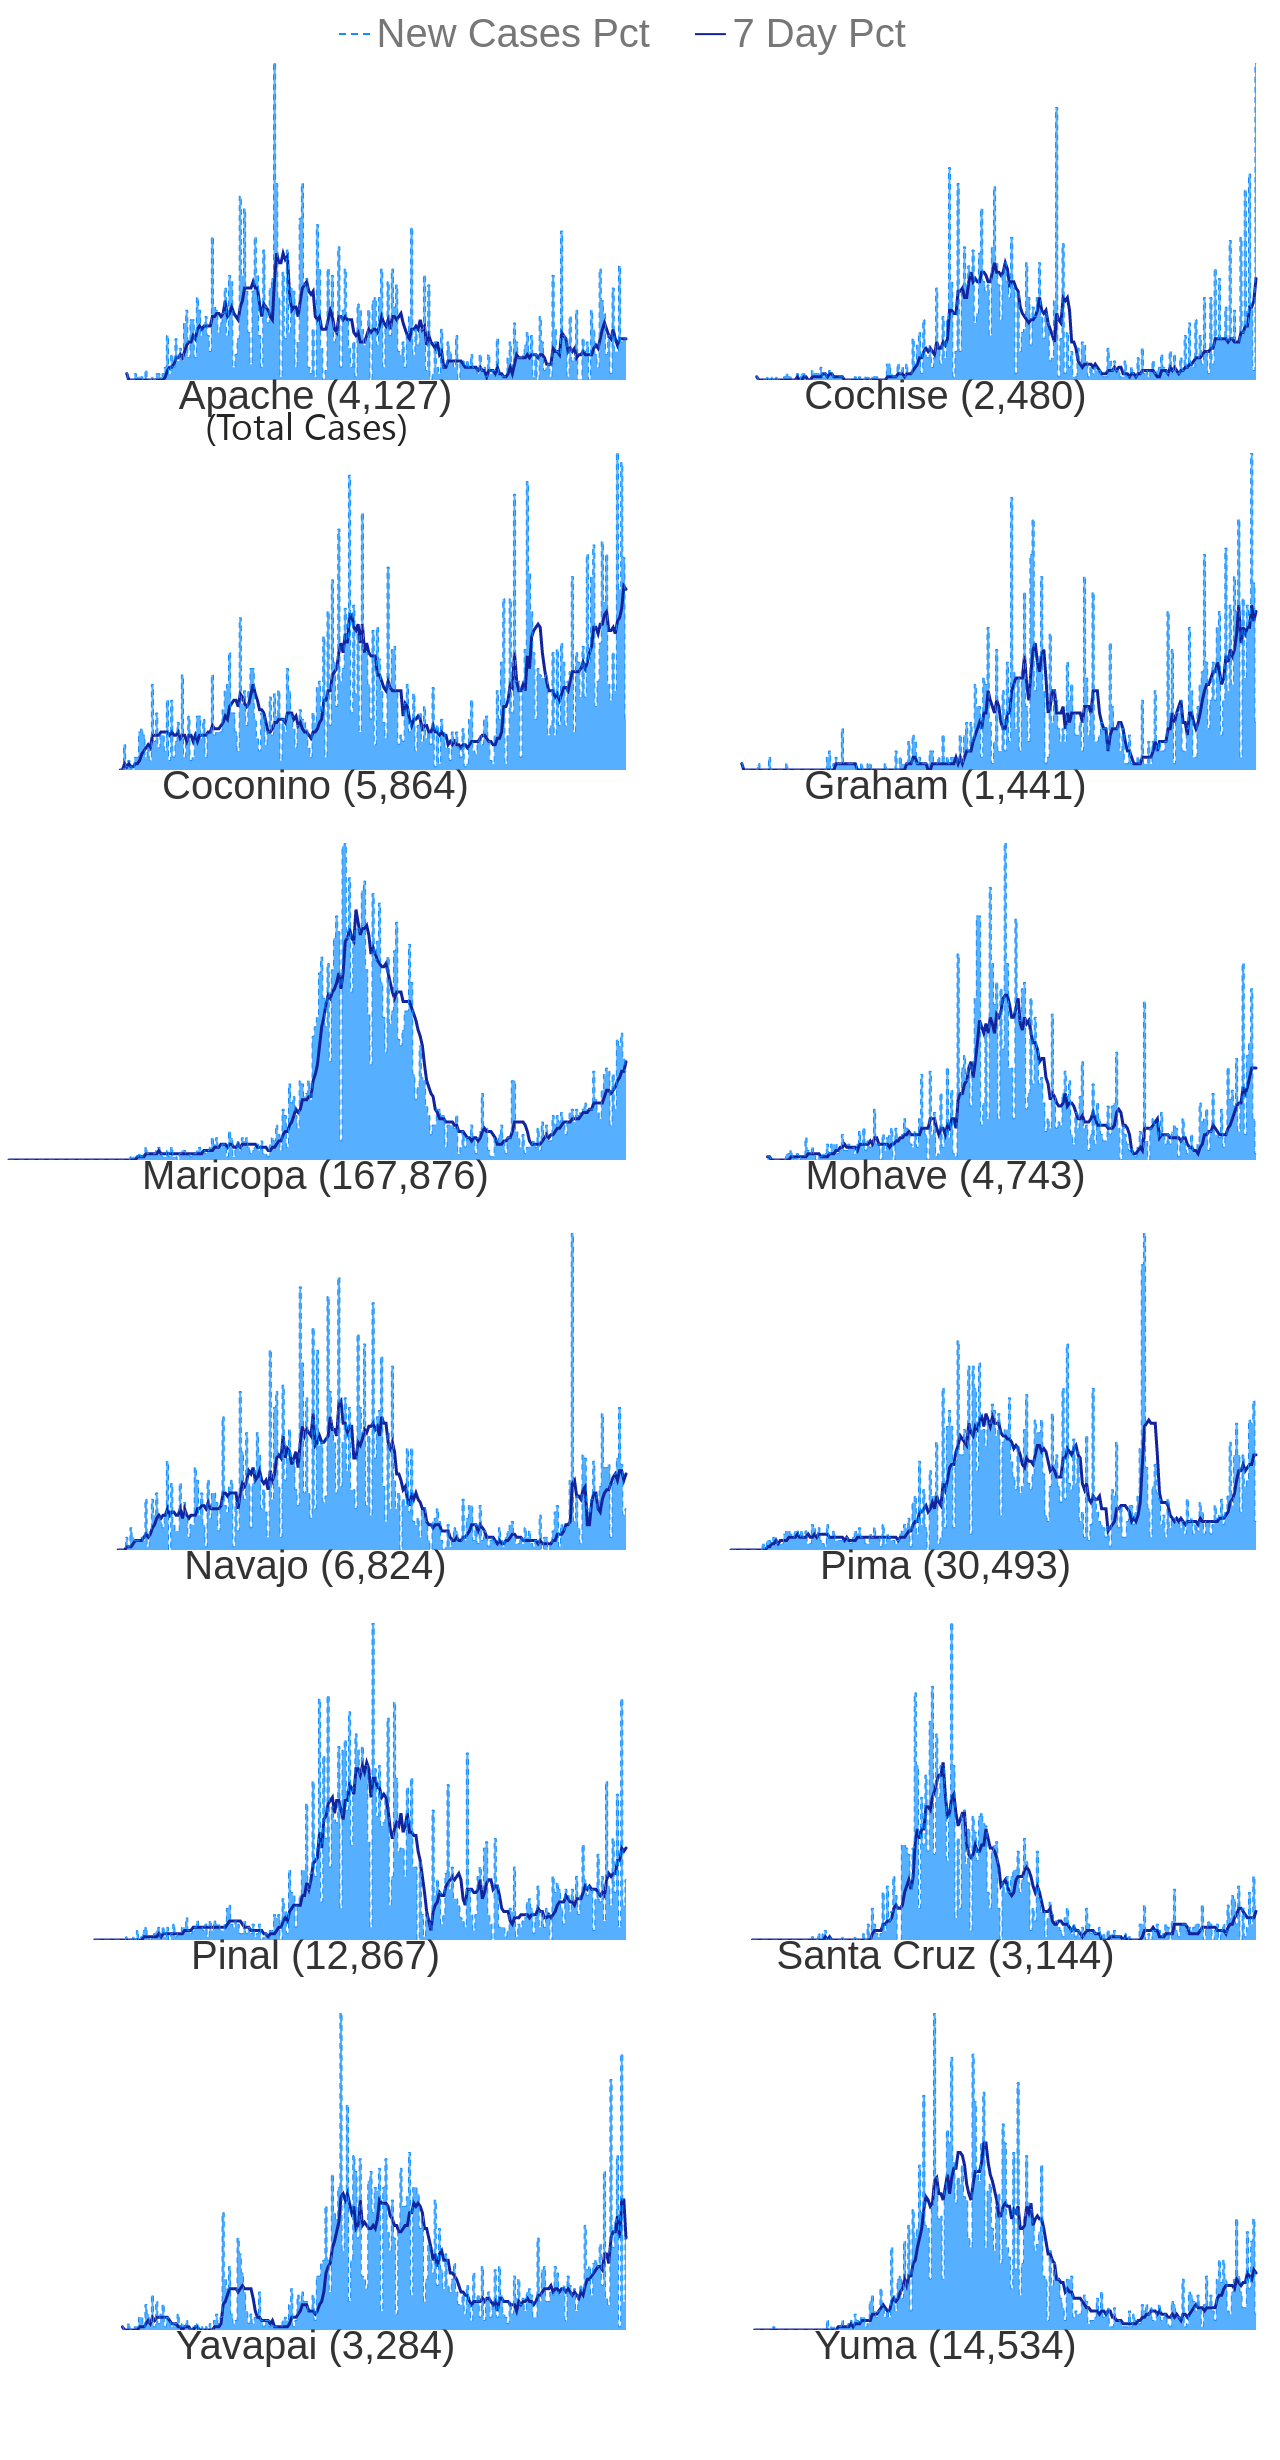 New Cases Pct 7 Day Pct
Apache (4,127) Cochise (2,480)
(Total Cases)
Coconino (5,864) Graham (1,441)
Maricopa (167,876) Mohave (4,743)
Navajo (6,824) Pima (30,493)
Pinal (12,867) Santa Cruz (3,144)
Yavapai (3,284) Yuma (14,534)